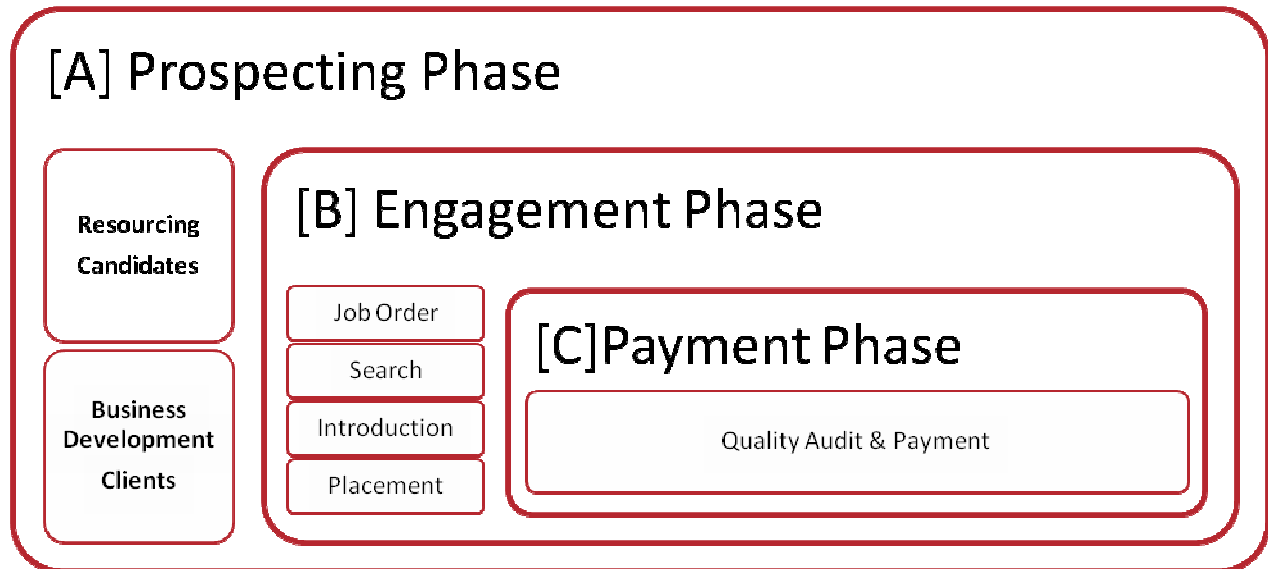 [A] Prospecting Phase
Resourcing
Candidates
Business
Development
Clients
[B] Engagement Phase
Job Order
Search
Introduction
Placement
[C]Payment Phase
Quality Audit & Payment